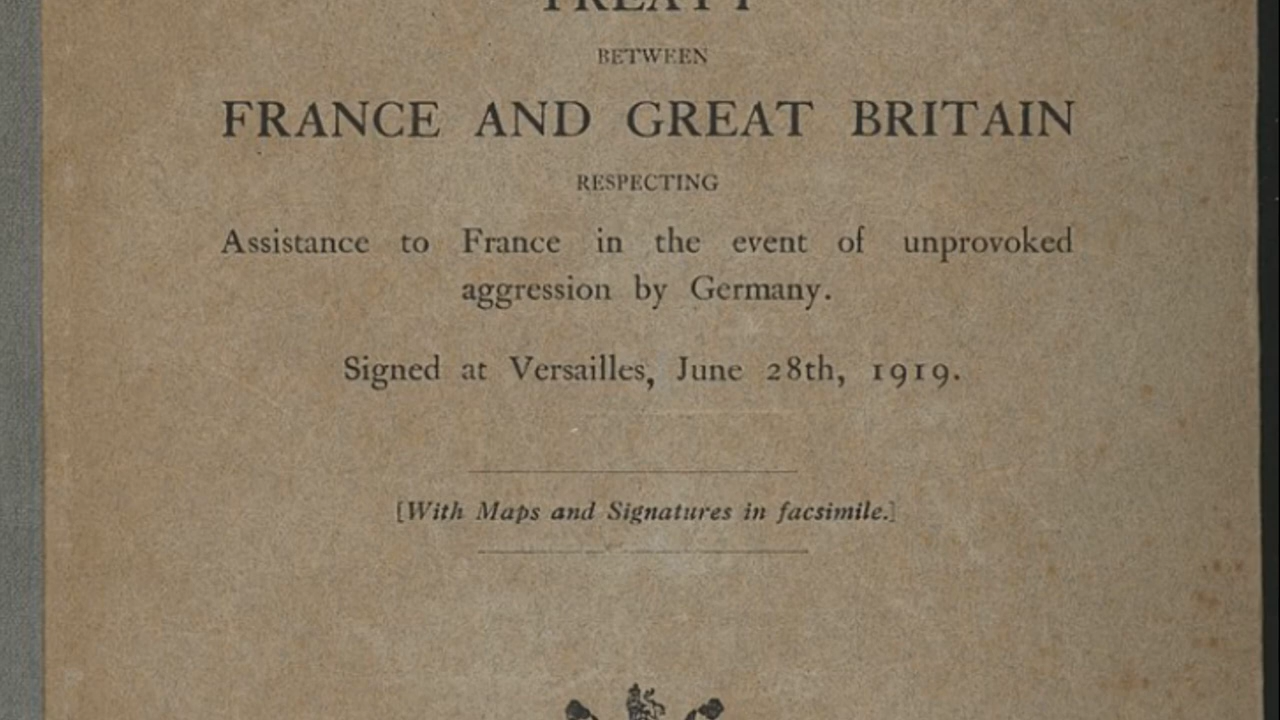 TREATY
BETWEEN
FRANCE AND GREAT BRITAIN
RESPECTING
Assistance to France in the event of unprovoked
aggression by Germany.
Signed at Versailles, June 28th, 1919.
[With Maps and Signatures in facsimile.]